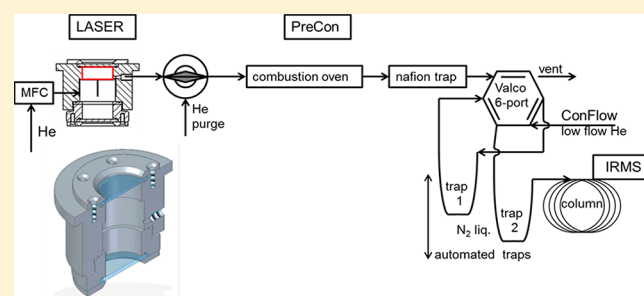 LASER
PreCon
MFC
He
He
purge
combustion oven
nafion trap
Valco
6-port
vent
ConFlow
low flow He
IRMS
trap
1
trap
2
column
N₂ liq.
automated traps